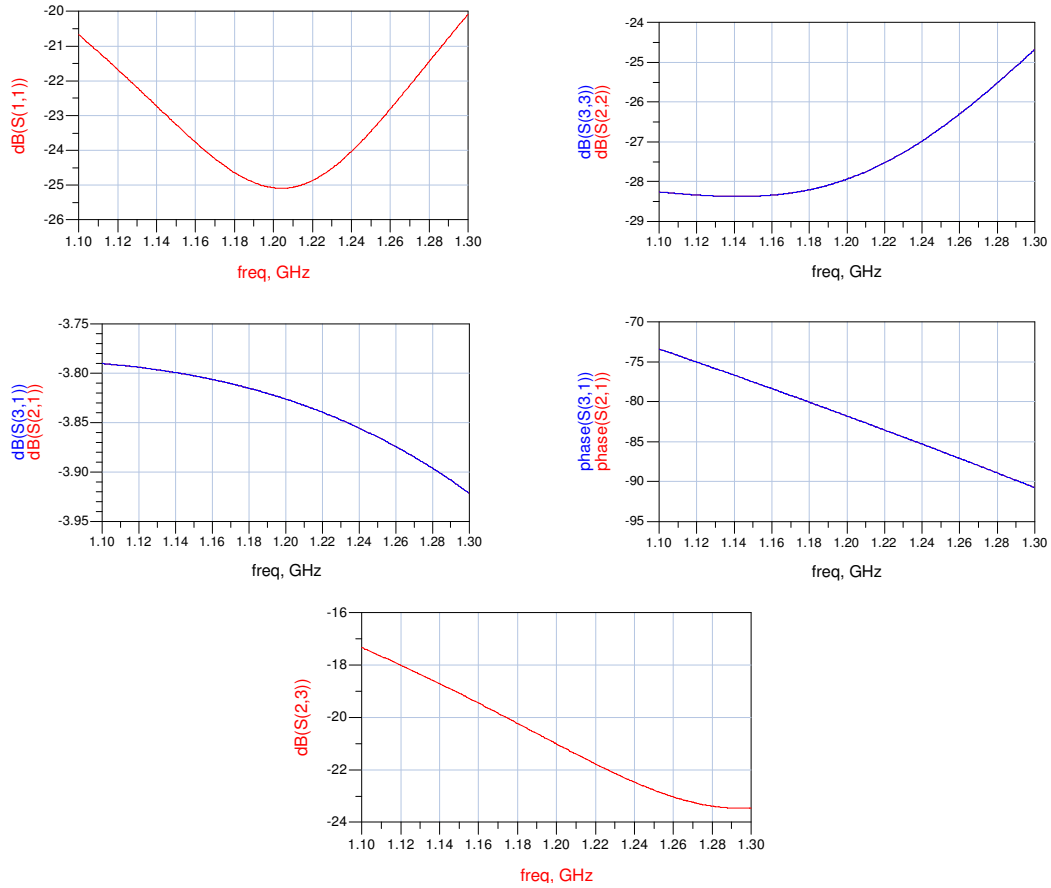 dB(S(1,1))
-20
-21
-22
-23
-24
-25
-26
1.10 1.12 1.14 1.16 1.18 1.20 1.22 1.24 1.26 1.28 1.30
freq, GHz
dB(S(3,3))
dB(S(2,2))
-24
-25
-26
-27
-28
-29
1.10 1.12 1.14 1.16 1.18 1.20 1.22 1.24 1.26 1.28 1.30
freq, GHz
dB(S(3,1))
dB(S(2,1))
-3.75
-3.80
-3.85
-3.90
-3.95
1.10 1.12 1.14 1.16 1.18 1.20 1.22 1.24 1.26 1.28 1.30
freq, GHz
phase(S(3,1))
phase(S(2,1))
-70
-75
-80
-85
-90
-95
1.10 1.12 1.14 1.16 1.18 1.20 1.22 1.24 1.26 1.28 1.30
freq, GHz
dB(S(2,3))
-16
-18
-20
-22
-24
1.10 1.12 1.14 1.16 1.18 1.20 1.22 1.24 1.26 1.28 1.30
freq, GHz